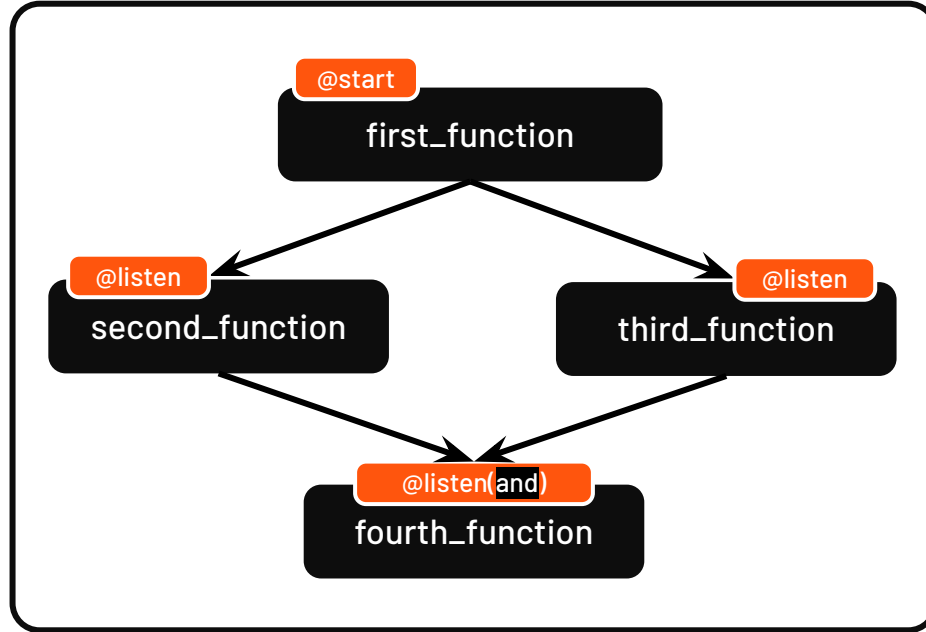 @start
first_function
@listen
@listen
second_function
third_function
@listen(and)
fourth_function